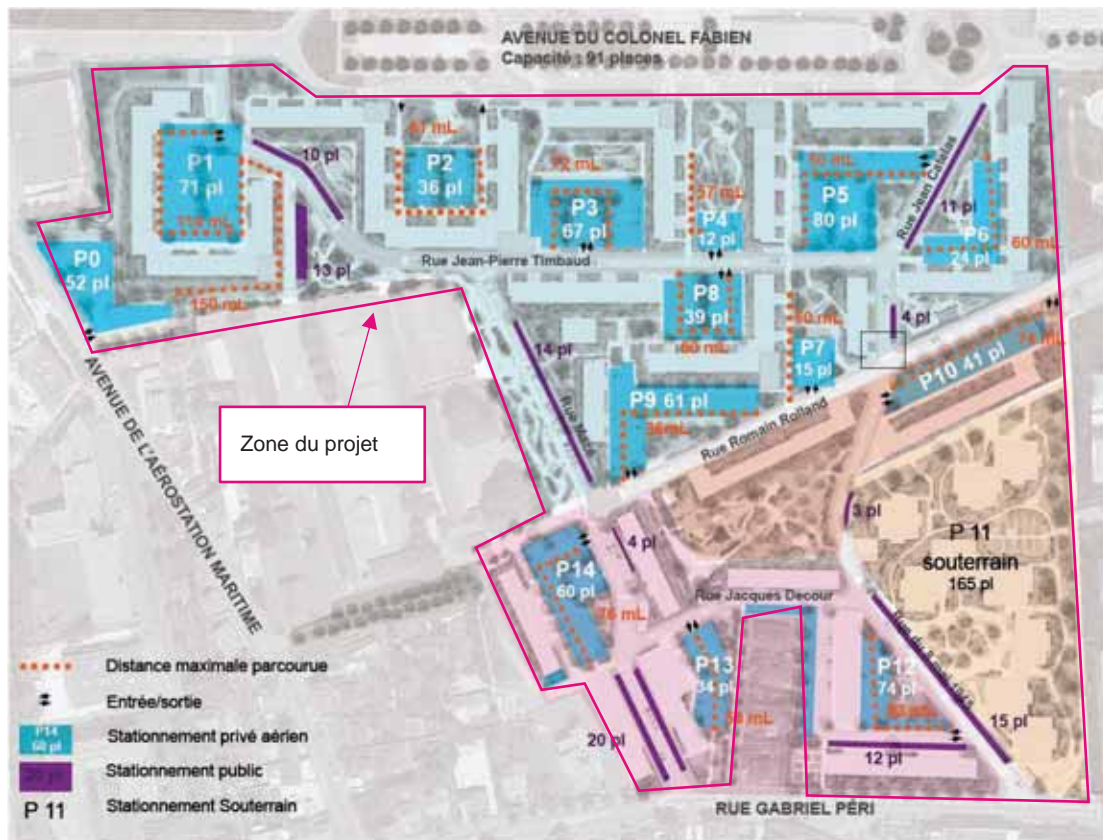 AVENUE DU COLONEL FABIEN
Capacité : 91 places
P1
71 pl
110 mL
10 pl
13 pl
P0
52 pl
150 mL
P2
36 pl
72 mL
P3
67 pl
57 mL
P4
12 pl
P5
80 pl
Rue Jean Catelas
11 pl
P6
24 pl
60 mL
Rue Jean-Pierre Timbaud
P8
39 pl
60 mL
P7
15 pl
4 pl
P10 41 pl
14 pl
P9 61 pl
Rue Romain Rolland
Zone du projet
AVENUE DE L'AÉROSTATION MARITIME
P14
60 pl
76 mL
4 pl
3 pl
P 11
souterrain
165 pl
Rue Jacques Decour
P13
34 pl
P12
74 pl
15 pl
20 pl
12 pl
RUE GABRIEL PÉRI
Distance maximale parcourue
Entrée/sortie
P14
60 pl
Stationnement privé aérien
Stationnement public
P 11
Stationnement Souterrain